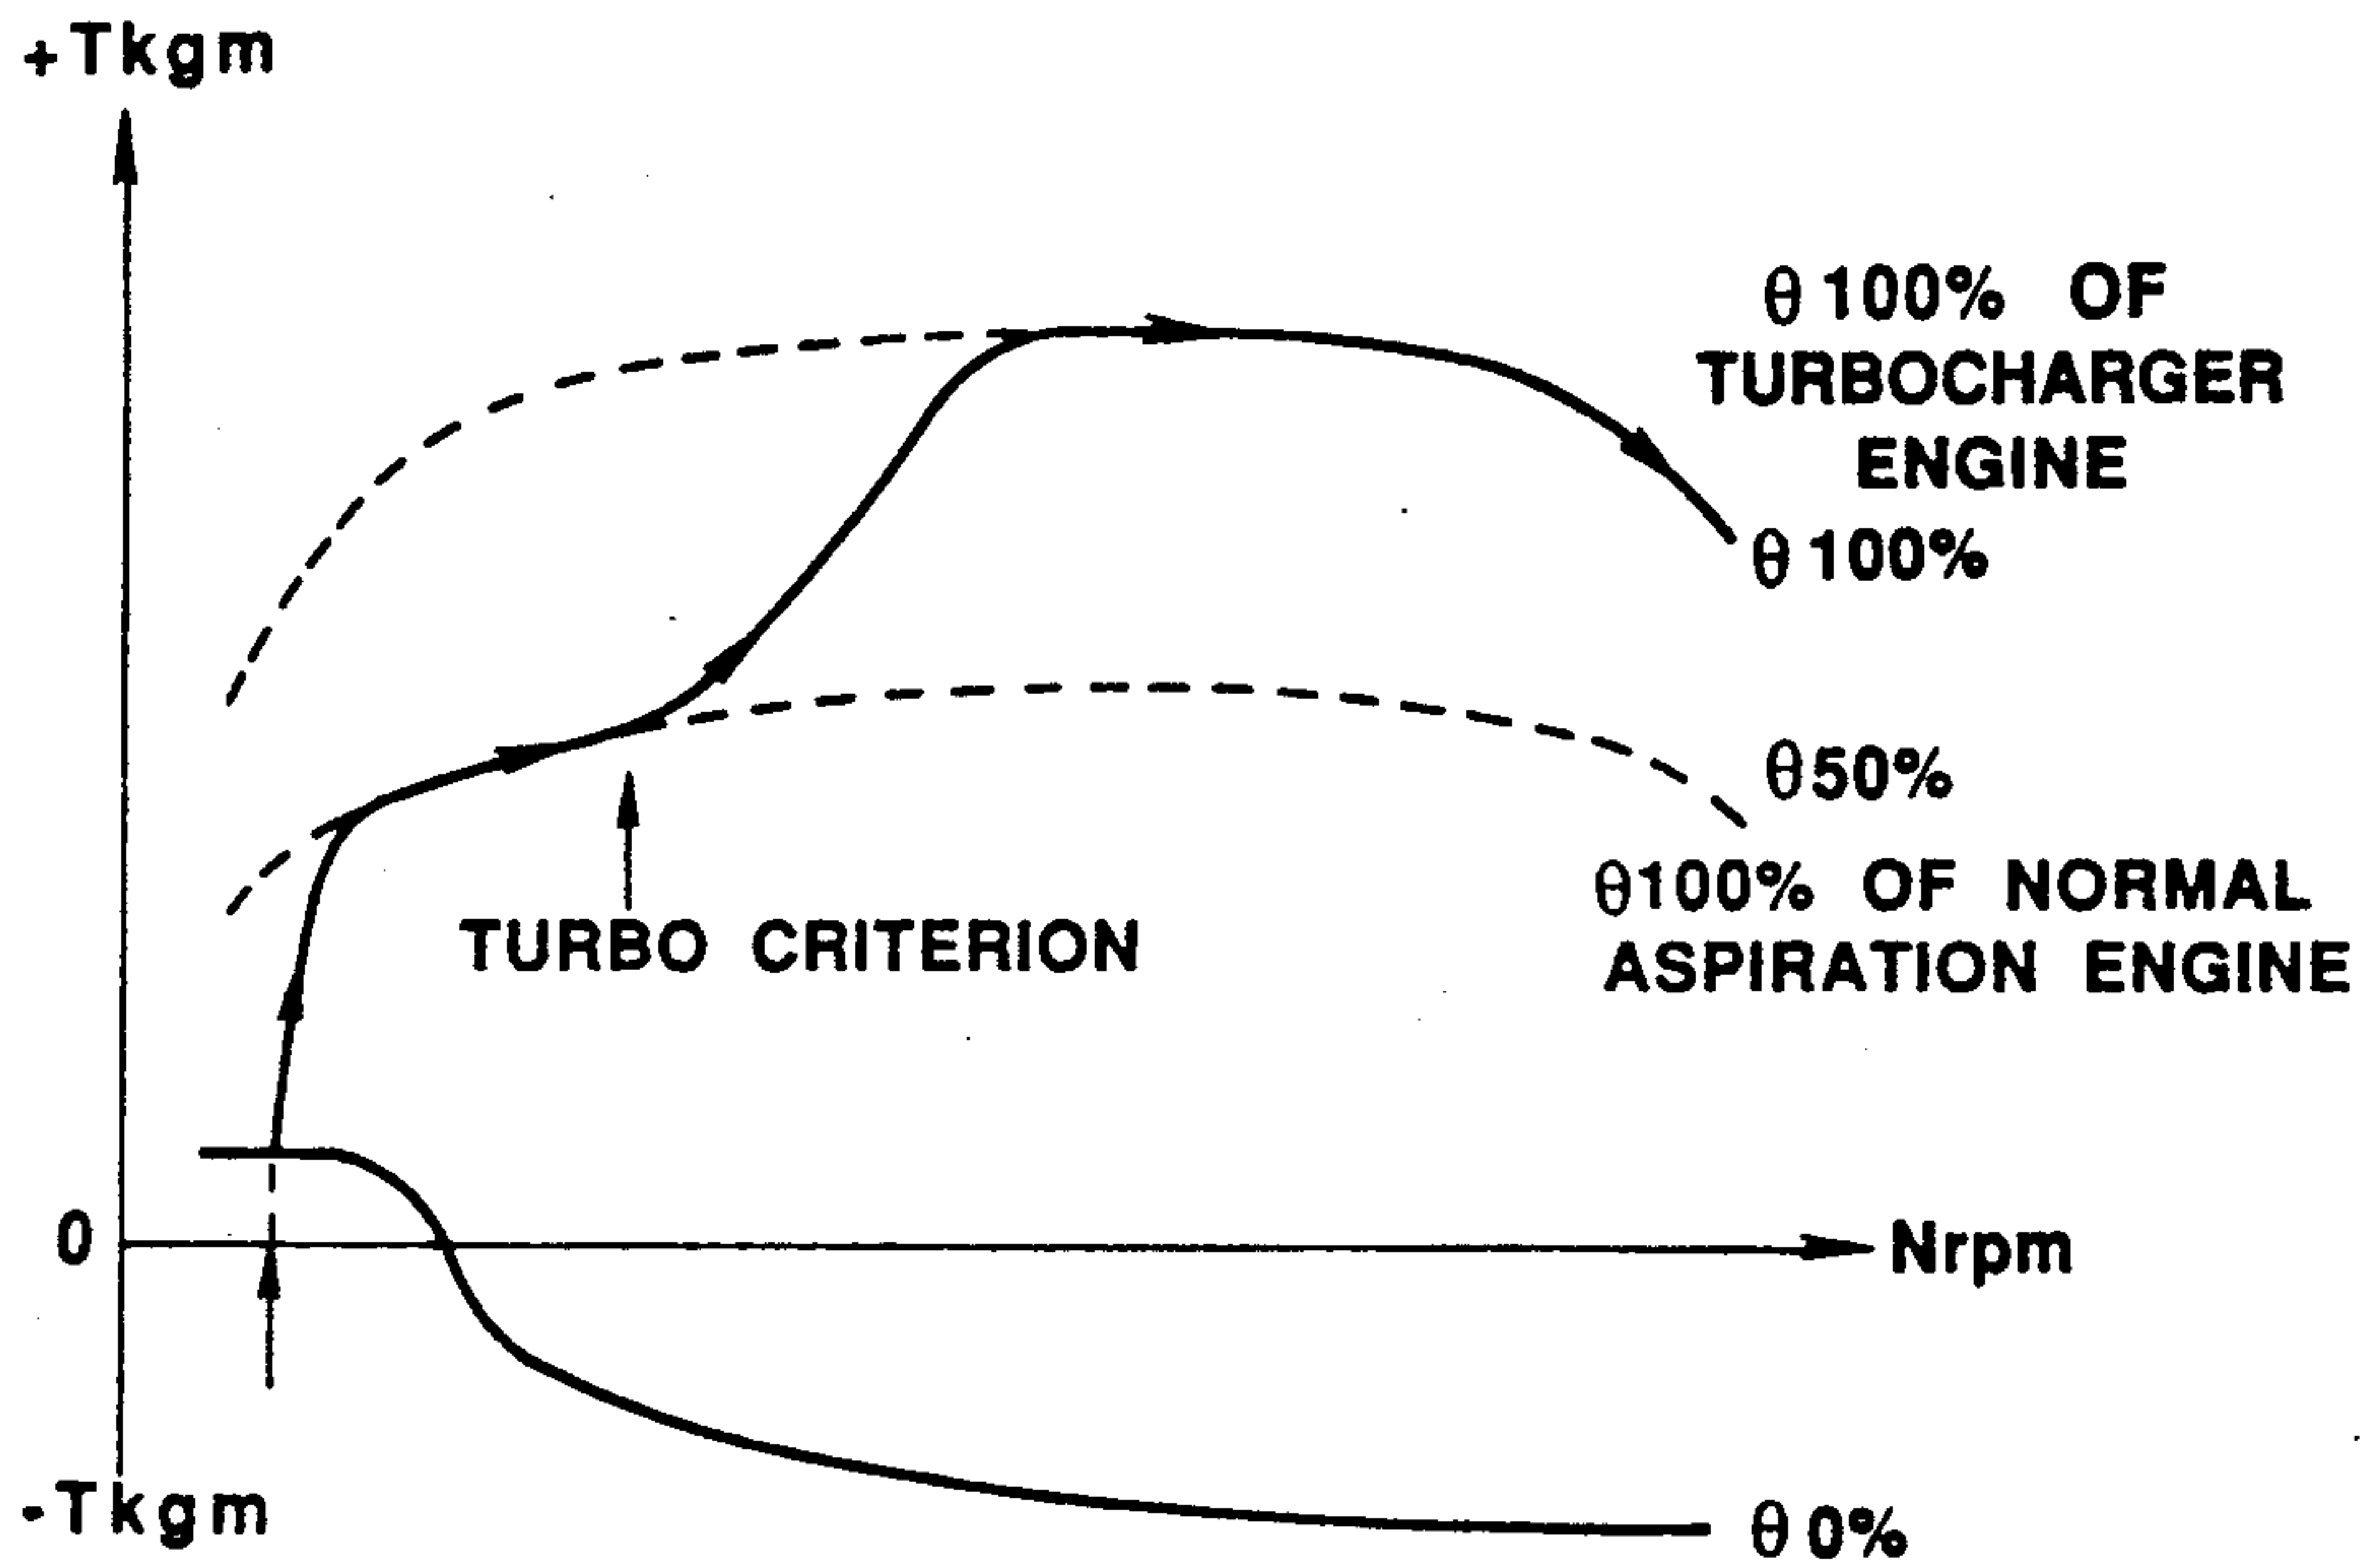 +Tkgm
θ100% OF
TURBOCHARGER
ENGINE
θ100%
θ50%
θ100% OF NORMAL
ASPIRATION ENGINE
TURBO CRITERION
0
Nrpm
-Tkgm
θ0%